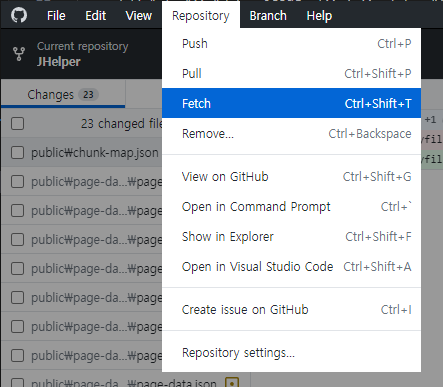 File Edit View Repository Branch Help
Current repository
JHelper
Changes 23
23 changed file
public₩chunk-map.json
public₩page-da...₩page
public₩page-da...₩page
public₩page-da...₩page
public₩page-da...₩page
public₩page-da...₩page
public₩page-da...₩page
public₩page-da...₩page
public₩page-da...₩page-data.json
Push Ctrl+P
Pull Ctrl+Shift+P
Fetch Ctrl+Shift+T
Remove... Ctrl+Backspace
View on GitHub Ctrl+Shift+G
Open in Command Prompt Ctrl+`
Show in Explorer Ctrl+Shift+F
Open in Visual Studio Code Ctrl+Shift+A
Create issue on GitHub Ctrl+I
Repository settings...
+1
/fil
/fil